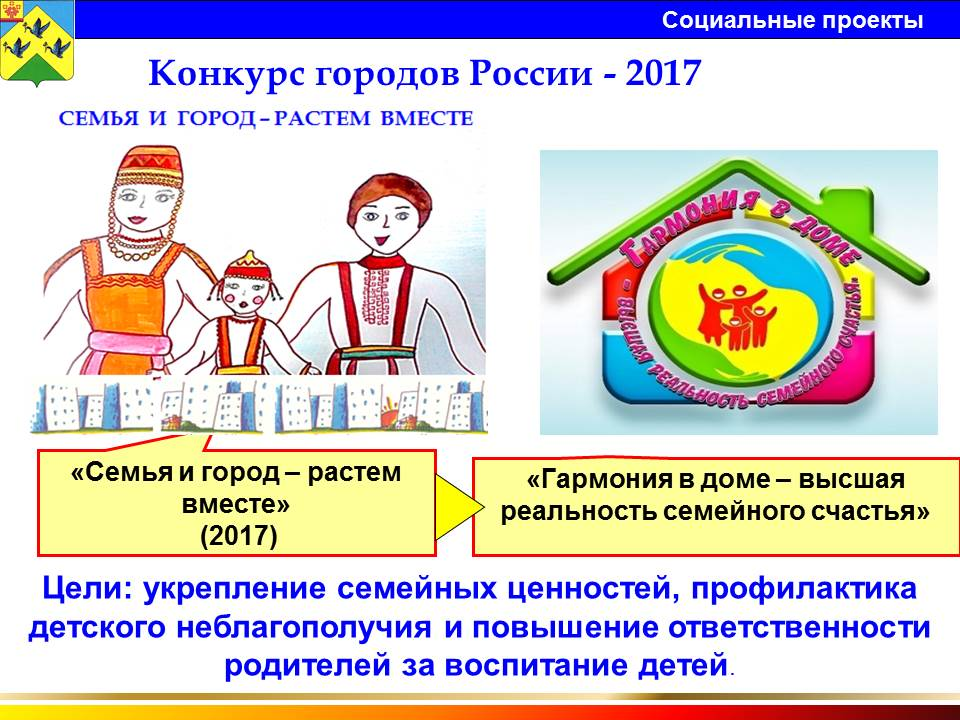 Социальные проекты
Конкурс городов России - 2017
СЕМЬЯ И ГОРОД – РАСТЕМ ВМЕСТЕ
ГАРМОНИЯ В ДОМЕ
- ВЫСШАЯ РЕАЛЬНОСТЬ СЕМЕЙНОГО СЧАСТЬЯ.
«Семья и город – растем
вместе»
(2017)
«Гармония в доме – высшая
реальность семейного счастья»
Цели: укрепление семейных ценностей, профилактика
детского неблагополучия и повышение ответственности
родителей за воспитание детей.